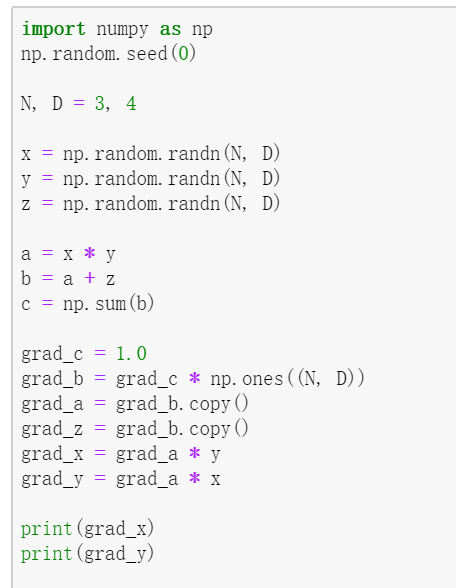 import numpy as np
np.random.seed(0)
N, D = 3, 4
x = np.random.randn(N, D)
y = np.random.randn(N, D)
z = np.random.randn(N, D)
a = x * y
b = a + z
c = np.sum(b)
grad_c = 1.0
grad_b = grad_c * np.ones((N, D))
grad_a = grad_b.copy()
grad_z = grad_b.copy()
grad_x = grad_a * y
grad_y = grad_a * x
print(grad_x)
print(grad_y)